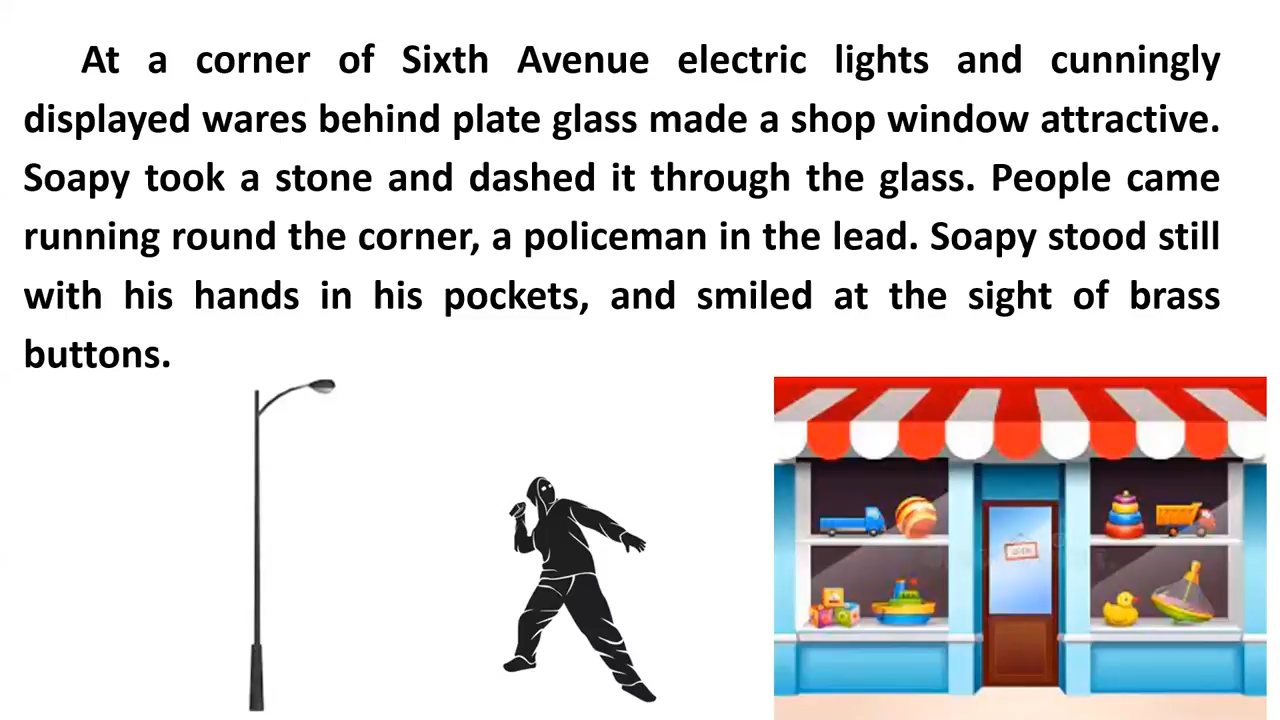 At a corner of Sixth Avenue electric lights and cunningly
displayed wares behind plate glass made a shop window attractive.
Soapy took a stone and dashed it through the glass. People came
running round the corner, a policeman in the lead. Soapy stood still
with his hands in his pockets, and smiled at the sight of brass
buttons.
OPEN